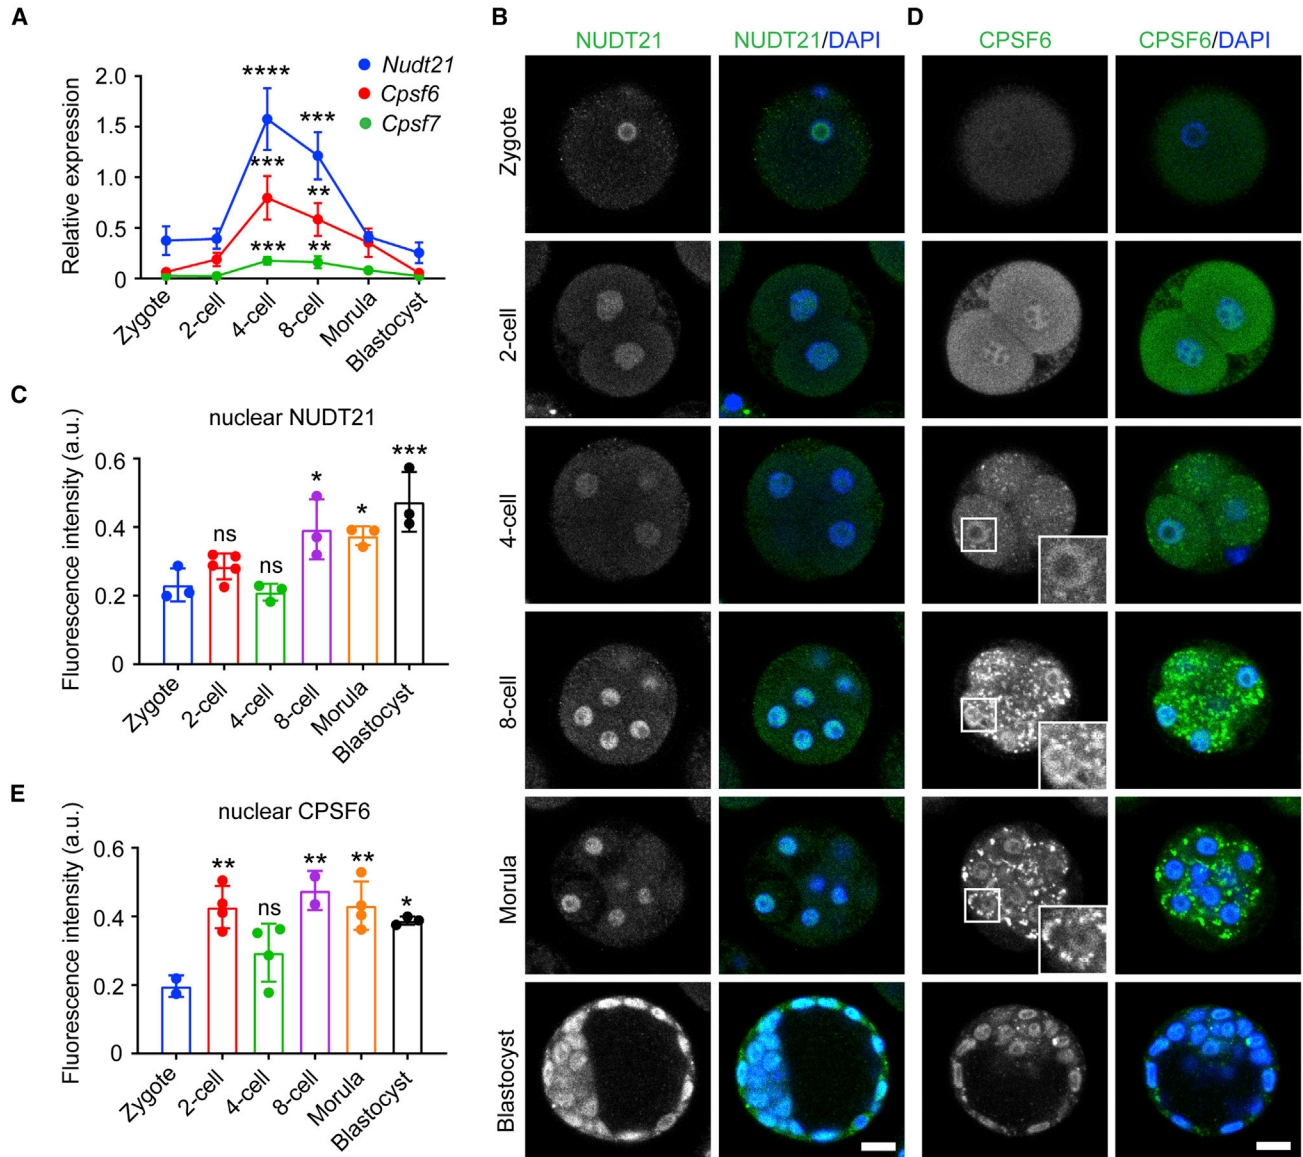 A
Nudt21
Cpsf6
Cpsf7
Relative expression
2.0
1.5
1.0
0.5
0
****
***
***
**
***
**
Zygote
2-cell
4-cell
8-cell
Morula
Blastocyst
B
NUDT21
NUDT21/DAPI
D
CPSF6
CPSF6/DAPI
Zygote
2-cell
4-cell
8-cell
Morula
Blastocyst
C
nuclear NUDT21
Fluorescence intensity (a.u.)
0.6
0.4
0.2
0
ns
ns
*
*
***
Zygote
2-cell
4-cell
8-cell
Morula
Blastocyst
E
nuclear CPSF6
Fluorescence intensity (a.u.)
0.6
0.4
0.2
0
**
ns
**
**
*
Zygote
2-cell
4-cell
8-cell
Morula
Blastocyst